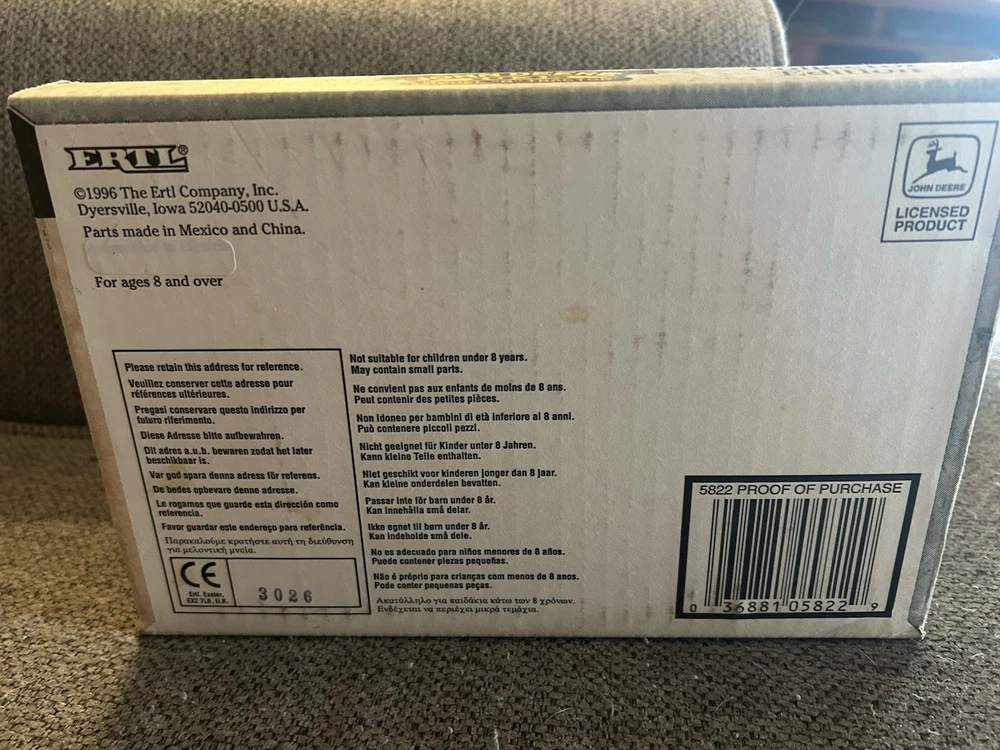 Edition
ERTL®
©1996 The Ertl Company, Inc.
Dyersville, Iowa 52040-0500 U.S.A.
Parts made in Mexico and China.
For ages 8 and over
JOHN DEERE
LICENSED
PRODUCT
Please retain this address for reference.
Veuillez conserver cette adresse pour
références ultérieures.
Pregasi conservare questo indirizzo per
futuro riferimento.
Diese Adresse bitte aufbewahren.
Dit adres a.u.b. bewaren zodat het later
beschikbaar is.
Var god spara denna adress för referens.
De bedes opbevare denne adresse.
Le rogamos que guarde esta dirección como
referencia.
Favor guardar este endereço para referência.
Παρακαλούμε κρατήστε αυτή τη διεύθυνση
για μελοντική μνεία.
CE
Ertl, Exeter,
EX2 7LB, U.K.
3026
Not suitable for children under 8 years.
May contain small parts.
Ne convient pas aux enfants de moins de 8 ans.
Peut contenir des petites pièces.
Non idoneo per bambini di età inferiore al 8 anni.
Può contenere piccoli pezzi.
Nicht geeignet für Kinder unter 8 Jahren.
Kann kleine Teile enthalten.
Niet geschikt voor kinderen jonger dan 8 jaar.
Kan kleine onderdelen bevatten.
Passar inte för barn under 8 år.
Kan innehålla små delar.
Ikke egnet til børn under 8 år.
Kan indeholde små dele.
No es adecuado para niños menores de 8 años.
Puede contener piezas pequeñas.
Não é próprio para crianças com menos de 8 anos.
Pode conter pequenas peças.
Ακατάλληλο για παιδάκια κάτω των 8 χρόνων.
Ενδέχεται να περιέχει μικρά τεμάχια.
5822 PROOF OF PURCHASE
0 36881 05822 9